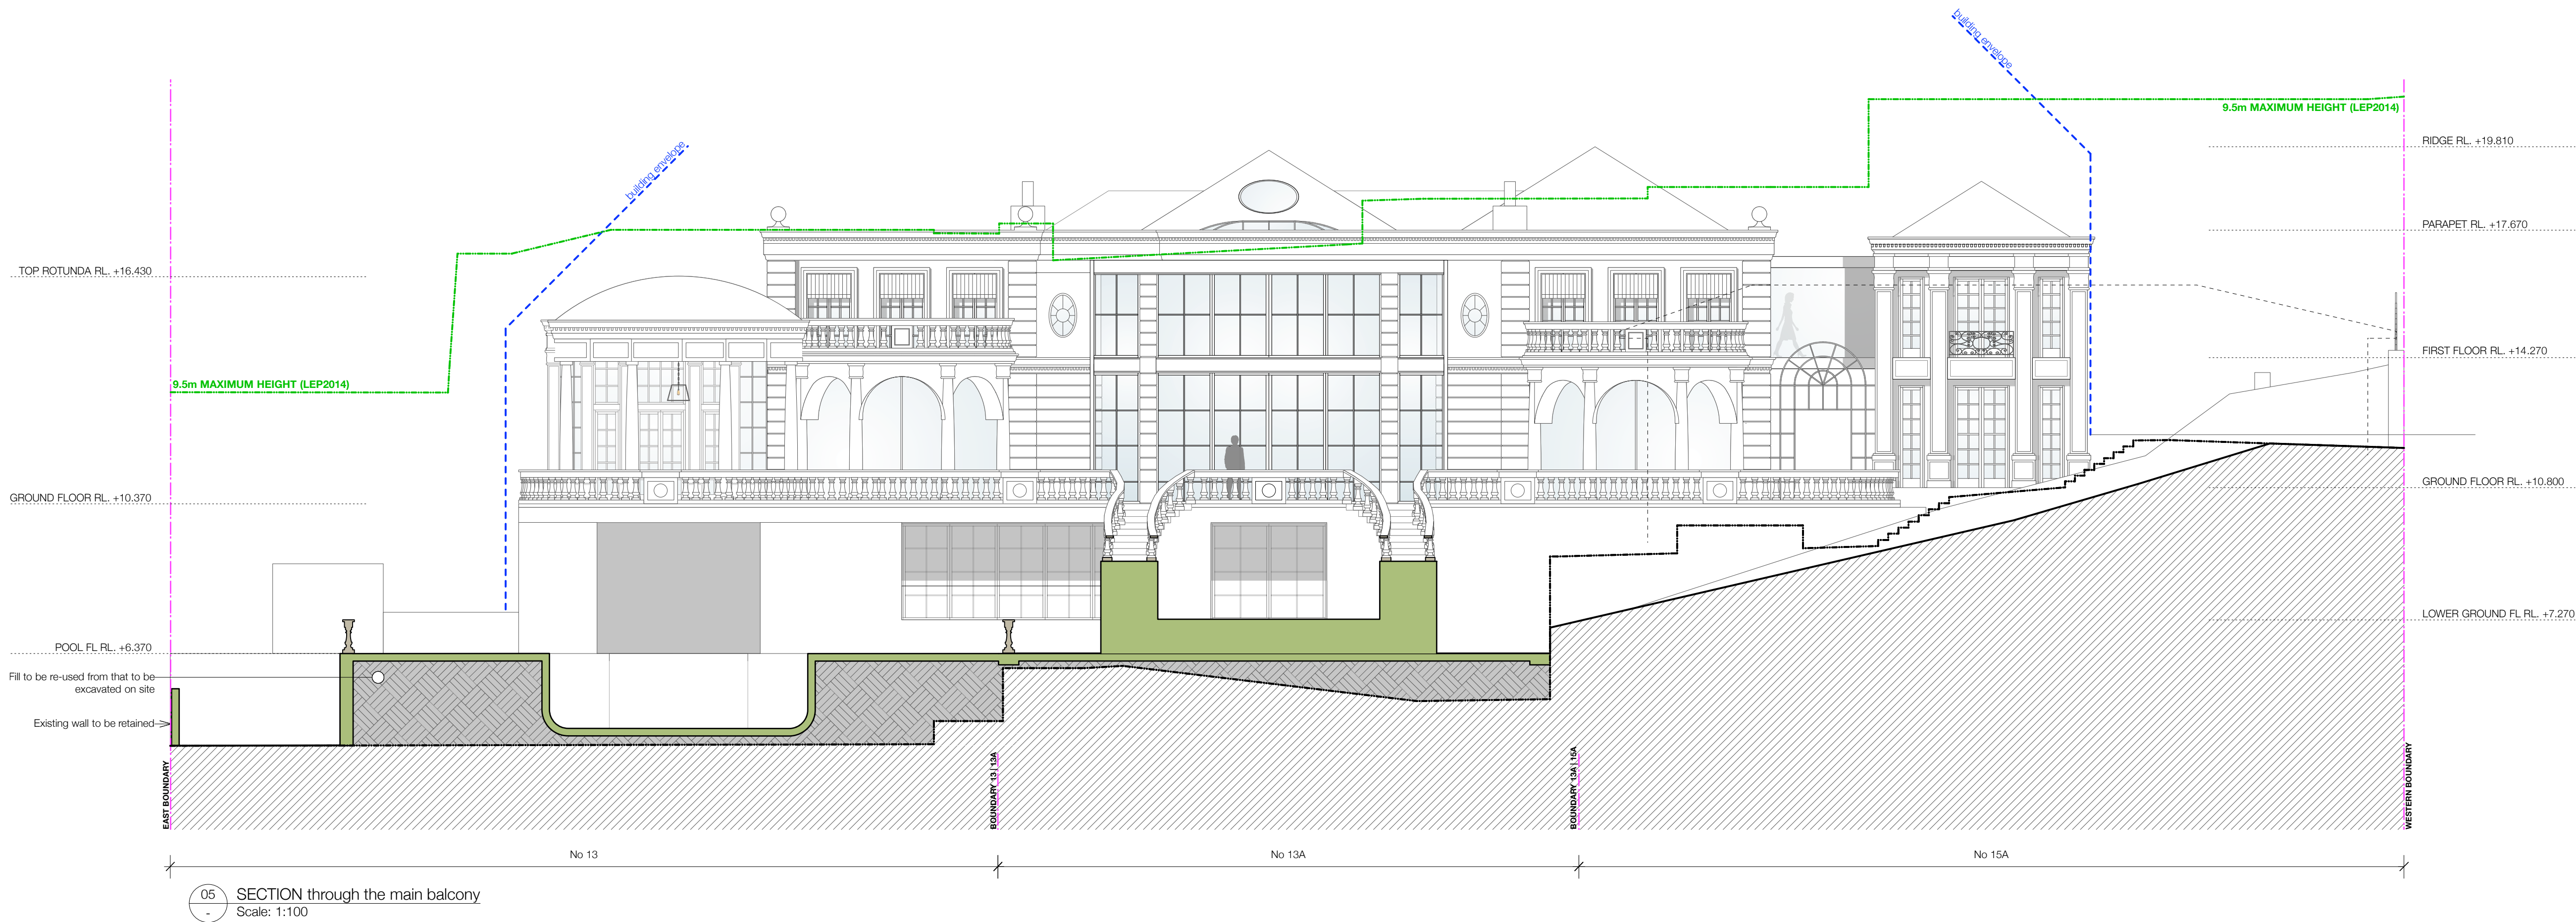 building envelope
building envelope
9.5m MAXIMUM HEIGHT (LEP2014)
RIDGE RL. +19.810
PARAPET RL. +17.670
TOP ROTUNDA RL. +16.430
FIRST FLOOR RL. +14.270
9.5m MAXIMUM HEIGHT (LEP2014)
GROUND FLOOR RL. +10.370
GROUND FLOOR RL. +10.800
LOWER GROUND FL RL. +7.270
POOL FL RL. +6.370
Fill to be re-used from that to be
excavated on site
Existing wall to be retained
EAST BOUNDARY
BOUNDARY 13 | 13A
BOUNDARY 13A | 15A
WESTERN BOUNDARY
No 13
No 13A
No 15A
05
-
SECTION through the main balcony
Scale: 1:100